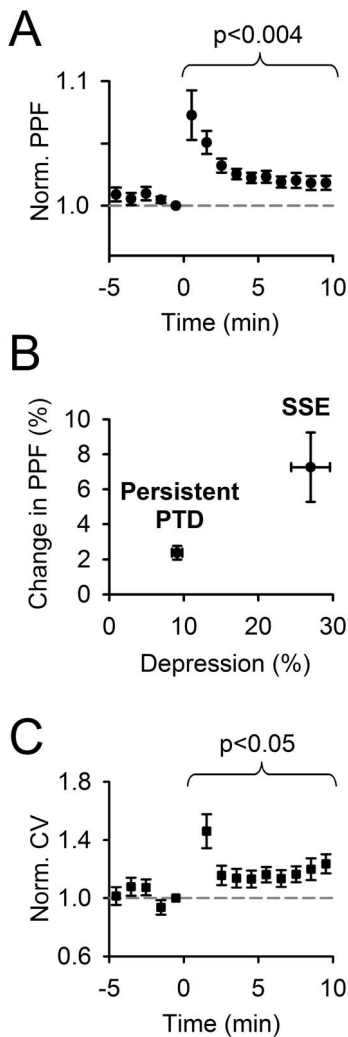 A
p<0.004
Norm. PPF
1.1
1.0
-5 0 5 10
Time (min)
B
Change in PPF (%)
10
8
6
4
2
0
SSE
Persistent
PTD
0 10 20 30
Depression (%)
C
p<0.05
Norm. CV
1.8
1.4
1.0
0.6
-5 0 5 10
Time (min)